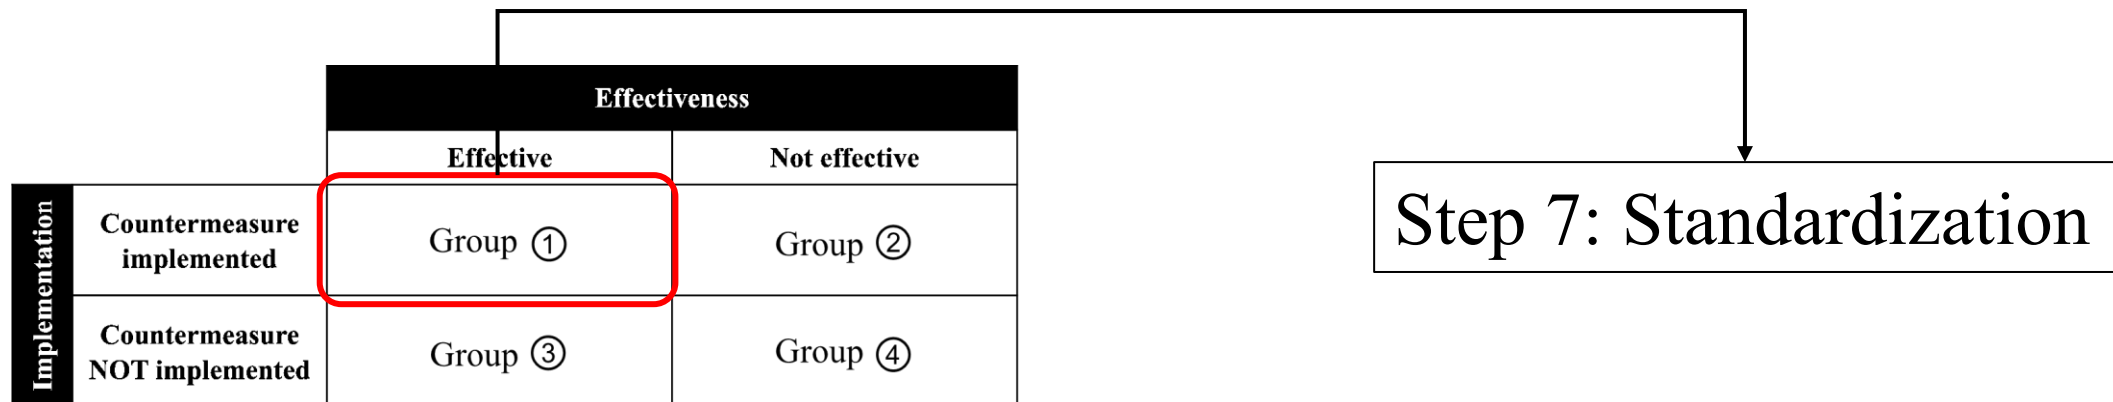 Effectiveness
Effective
Not effective
Implementation
Countermeasure
implemented
Group ①
Group ②
Countermeasure
NOT implemented
Group ③
Group ④
Step 7: Standardization